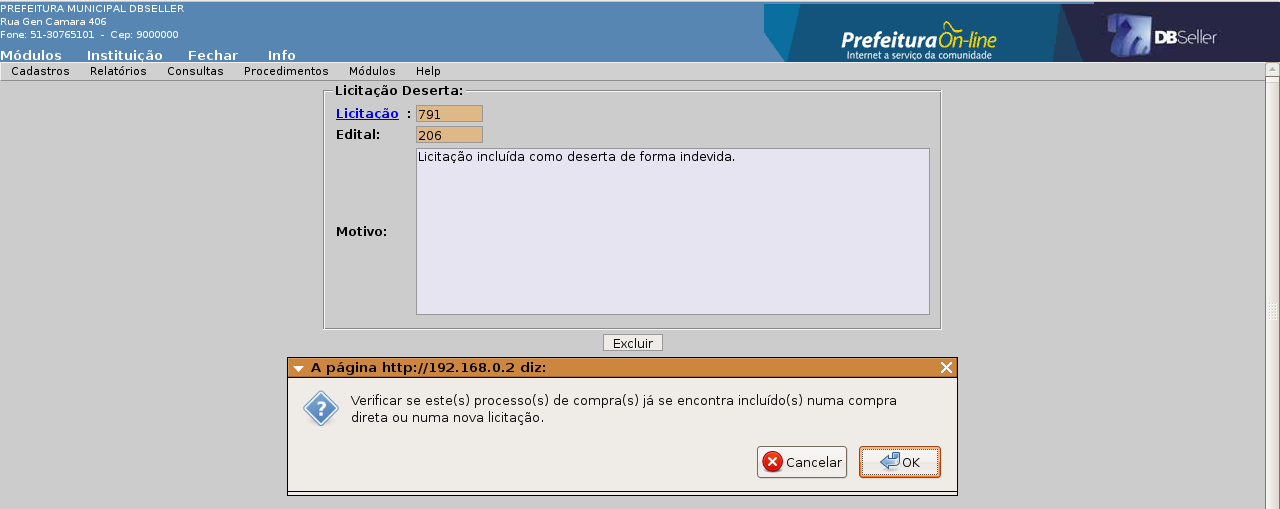 PREFEITURA MUNICIPAL DBSELLER
Rua Gen Camara 406
Fone: 51-30765101 - Cep: 9000000
Prefeitura On-line
Internet a serviço da comunidade
DBSeller
Módulos Instituição Fechar Info
Cadastros Relatórios Consultas Procedimentos Módulos Help
Licitação Deserta:
Licitação : 791
Edital: 206
Licitação incluída como deserta de forma indevida.
Motivo:
Excluir
A página http://192.168.0.2 diz:
Verificar se este(s) processo(s) de compra(s) já se encontra incluído(s) numa compra
direta ou numa nova licitação.
Cancelar OK